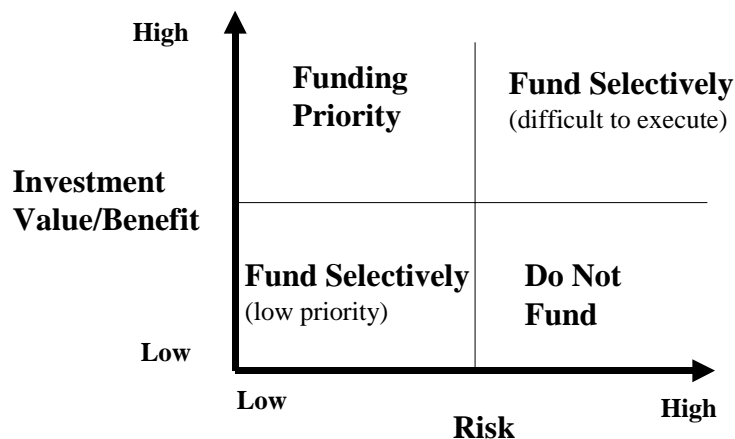 High
Funding
Priority
Fund Selectively
(difficult to execute)
Investment
Value/Benefit
Fund Selectively
(low priority)
Do Not
Fund
Low
Low
High
Risk